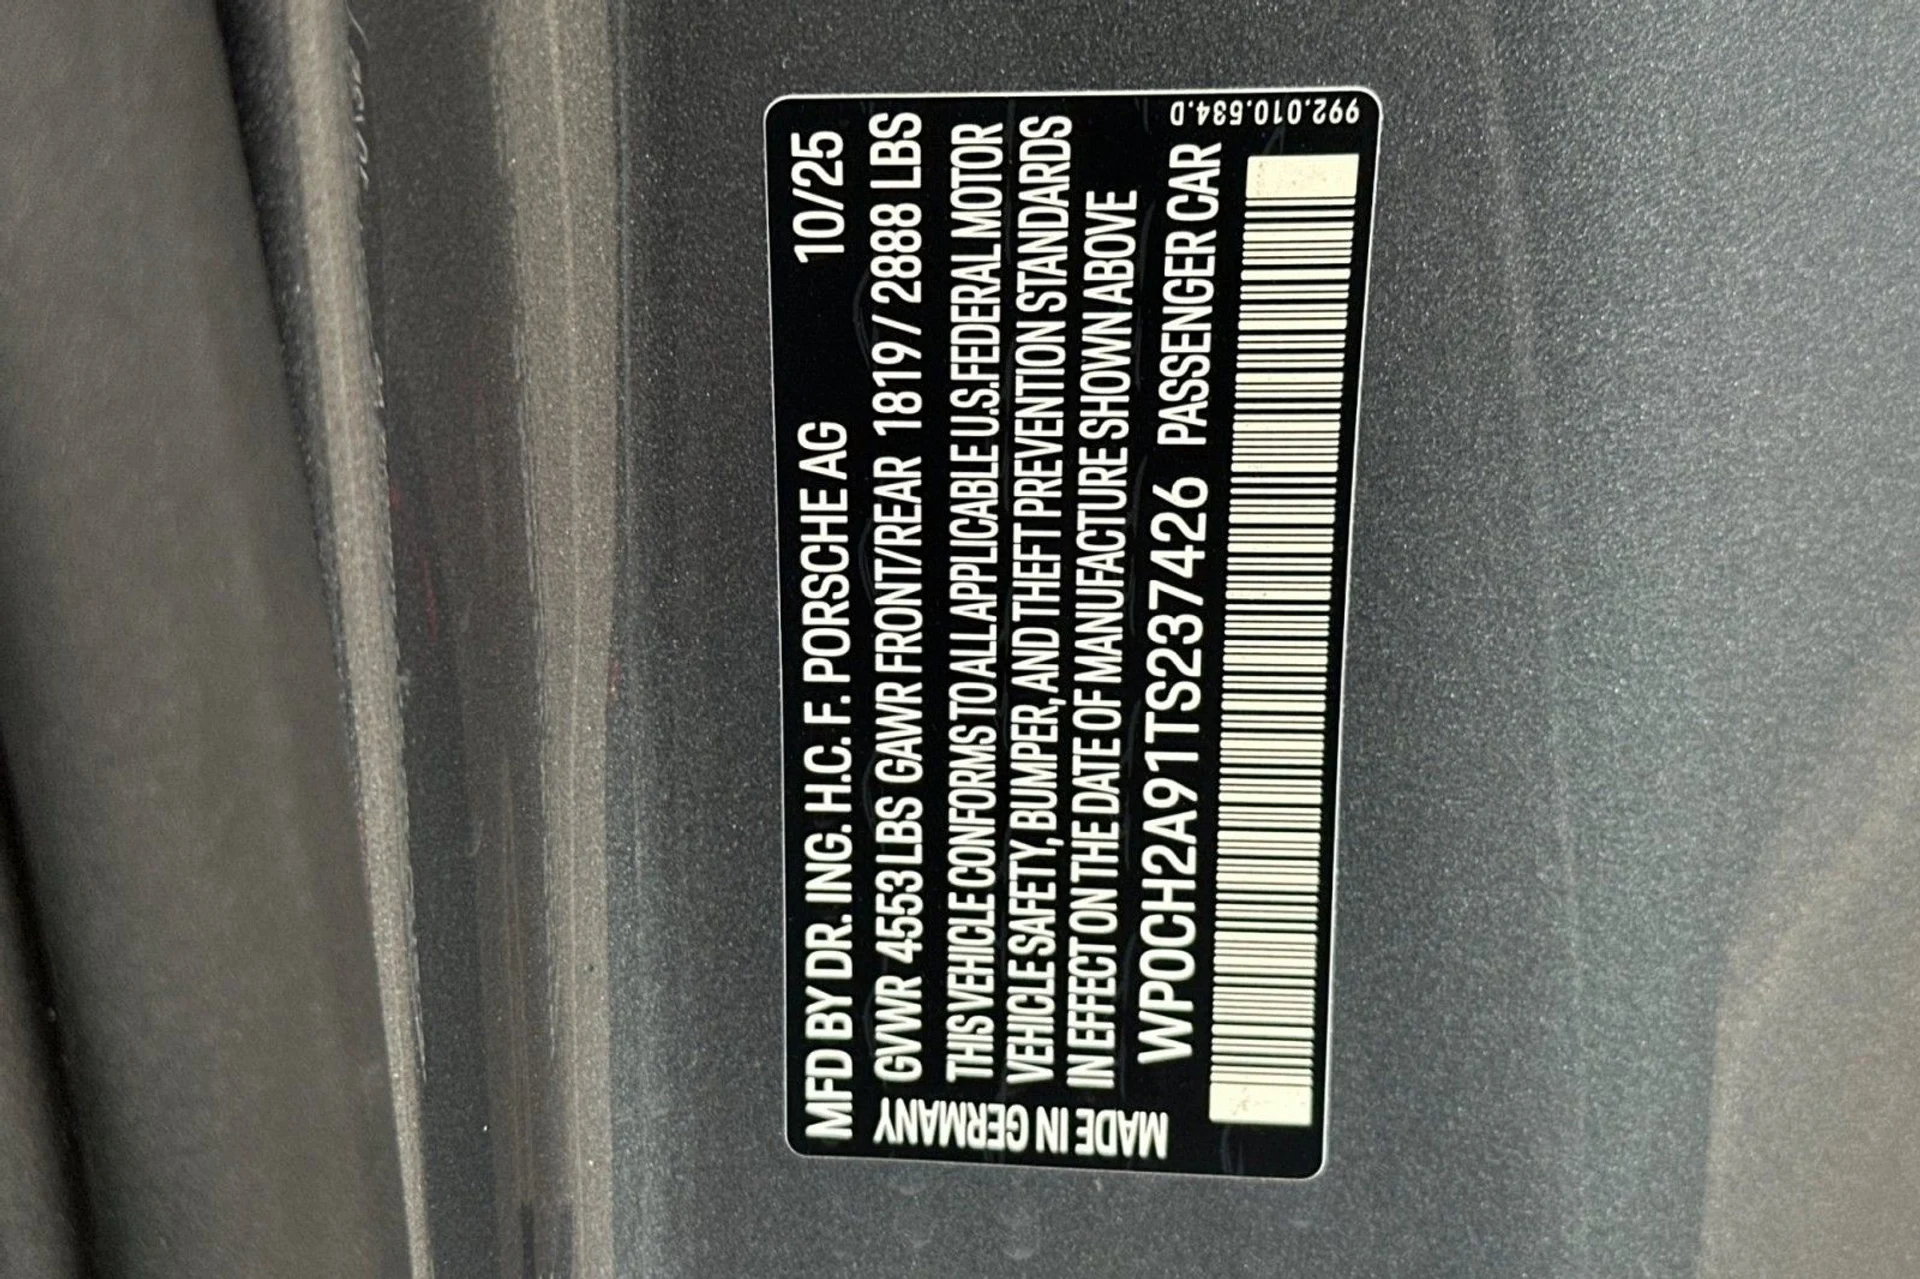 MFD BY DR. ING. H.C. F. PORSCHE AG 10/25
GVWR 4553 LBS GAWR FRONT/REAR 1819 / 2888 LBS
THIS VEHICLE CONFORMS TO ALL APPLICABLE U.S. FEDERAL MOTOR
VEHICLE SAFETY, BUMPER, AND THEFT PREVENTION STANDARDS
IN EFFECT ON THE DATE OF MANUFACTURE SHOWN ABOVE
WP0CH2A91TS237426 PASSENGER CAR
MADE IN GERMANY
992.010.534.D